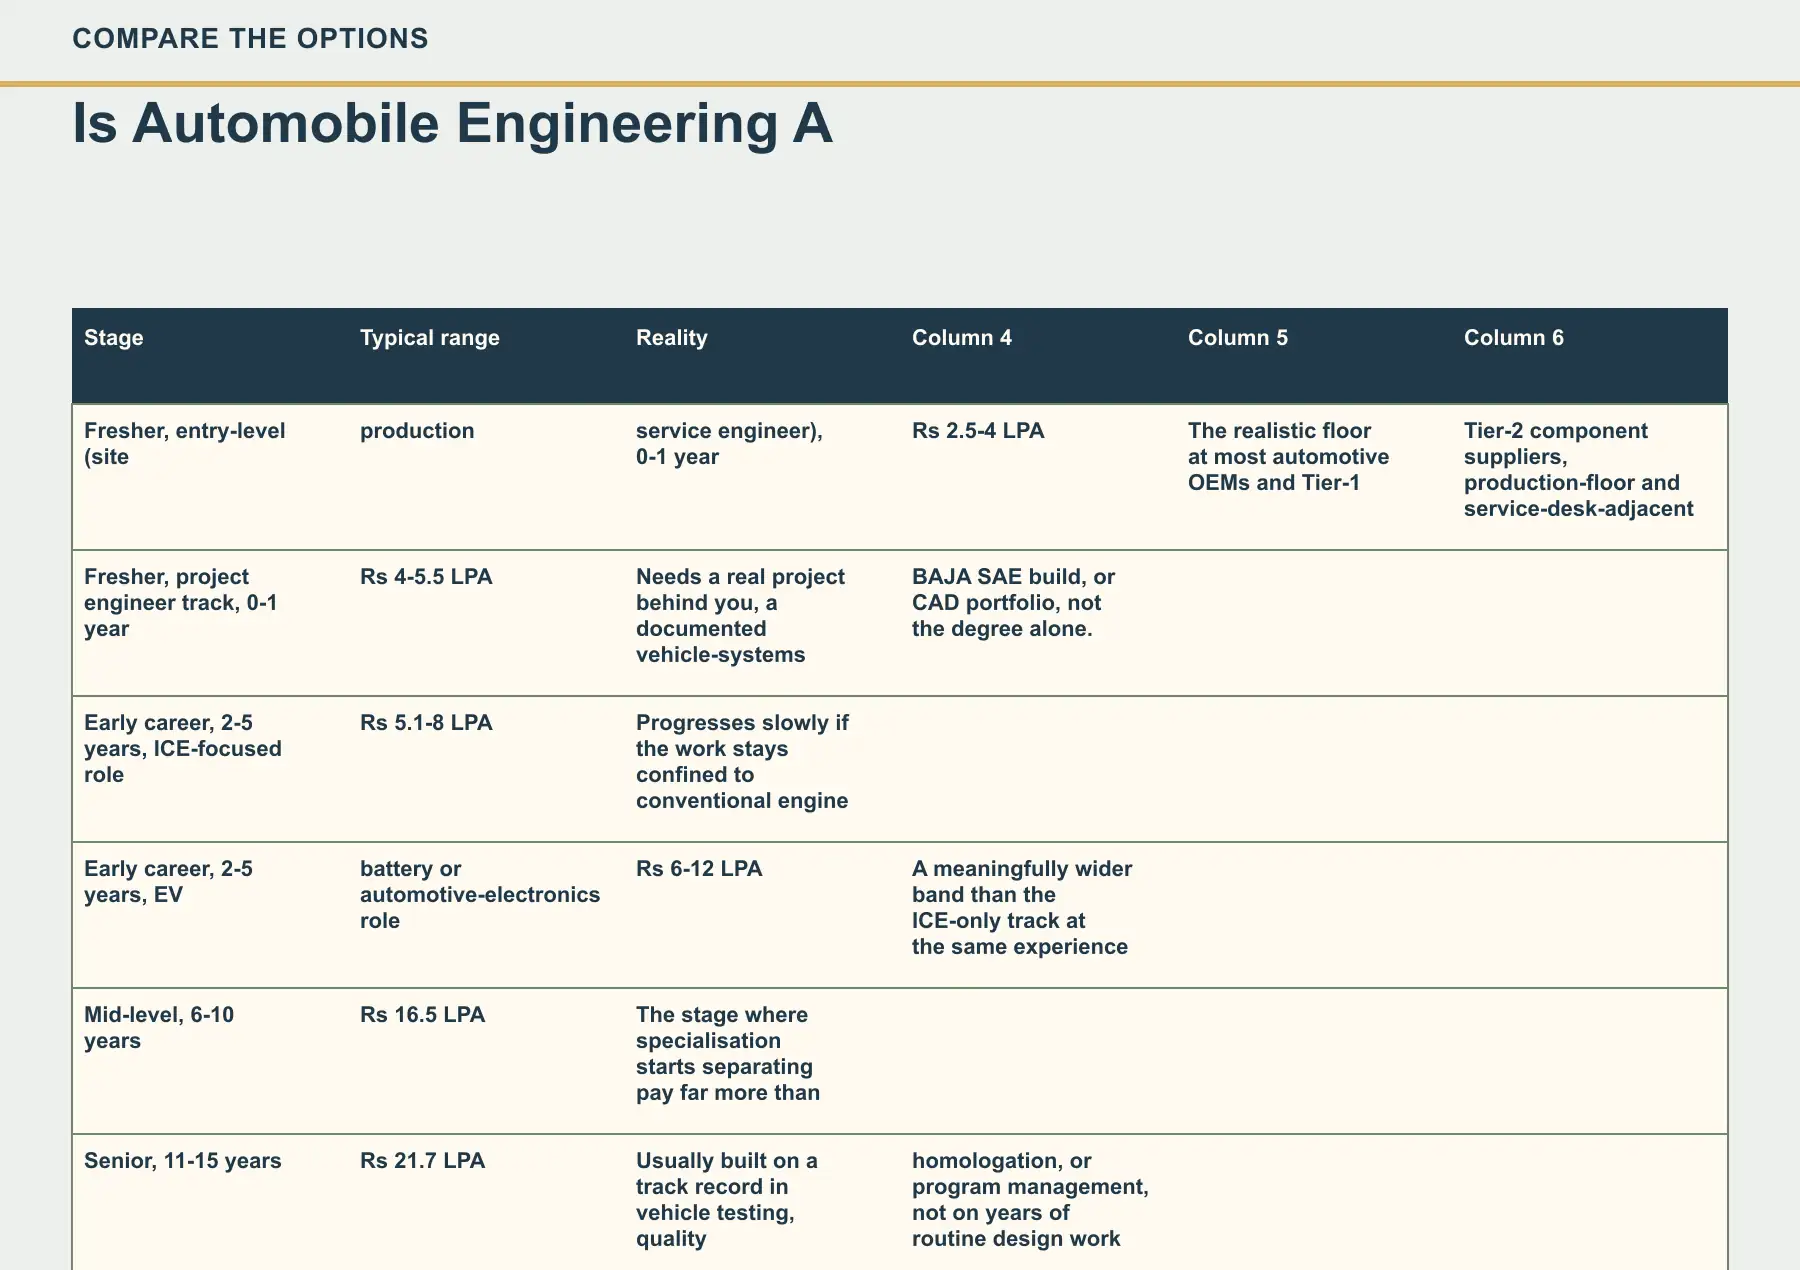 COMPARE THE OPTIONS
Is Automobile Engineering A
Stage
Typical range
Reality
Column 4
Column 5
Column 6
Fresher, entry-level
(site
production
service engineer),
0-1 year
Rs 2.5-4 LPA
The realistic floor
at most automotive
OEMs and Tier-1
Tier-2 component
suppliers,
production-floor and
service-desk-adjacent
Fresher, project
engineer track, 0-1
year
Rs 4-5.5 LPA
Needs a real project
behind you, a
documented
vehicle-systems
BAJA SAE build, or
CAD portfolio, not
the degree alone.
Early career, 2-5
years, ICE-focused
role
Rs 5.1-8 LPA
Progresses slowly if
the work stays
confined to
conventional engine
Early career, 2-5
years, EV
battery or
automotive-electronics
role
Rs 6-12 LPA
A meaningfully wider
band than the
ICE-only track at
the same experience
Mid-level, 6-10
years
Rs 16.5 LPA
The stage where
specialisation
starts separating
pay far more than
Senior, 11-15 years
Rs 21.7 LPA
Usually built on a
track record in
vehicle testing,
quality
homologation, or
program management,
not on years of
routine design work